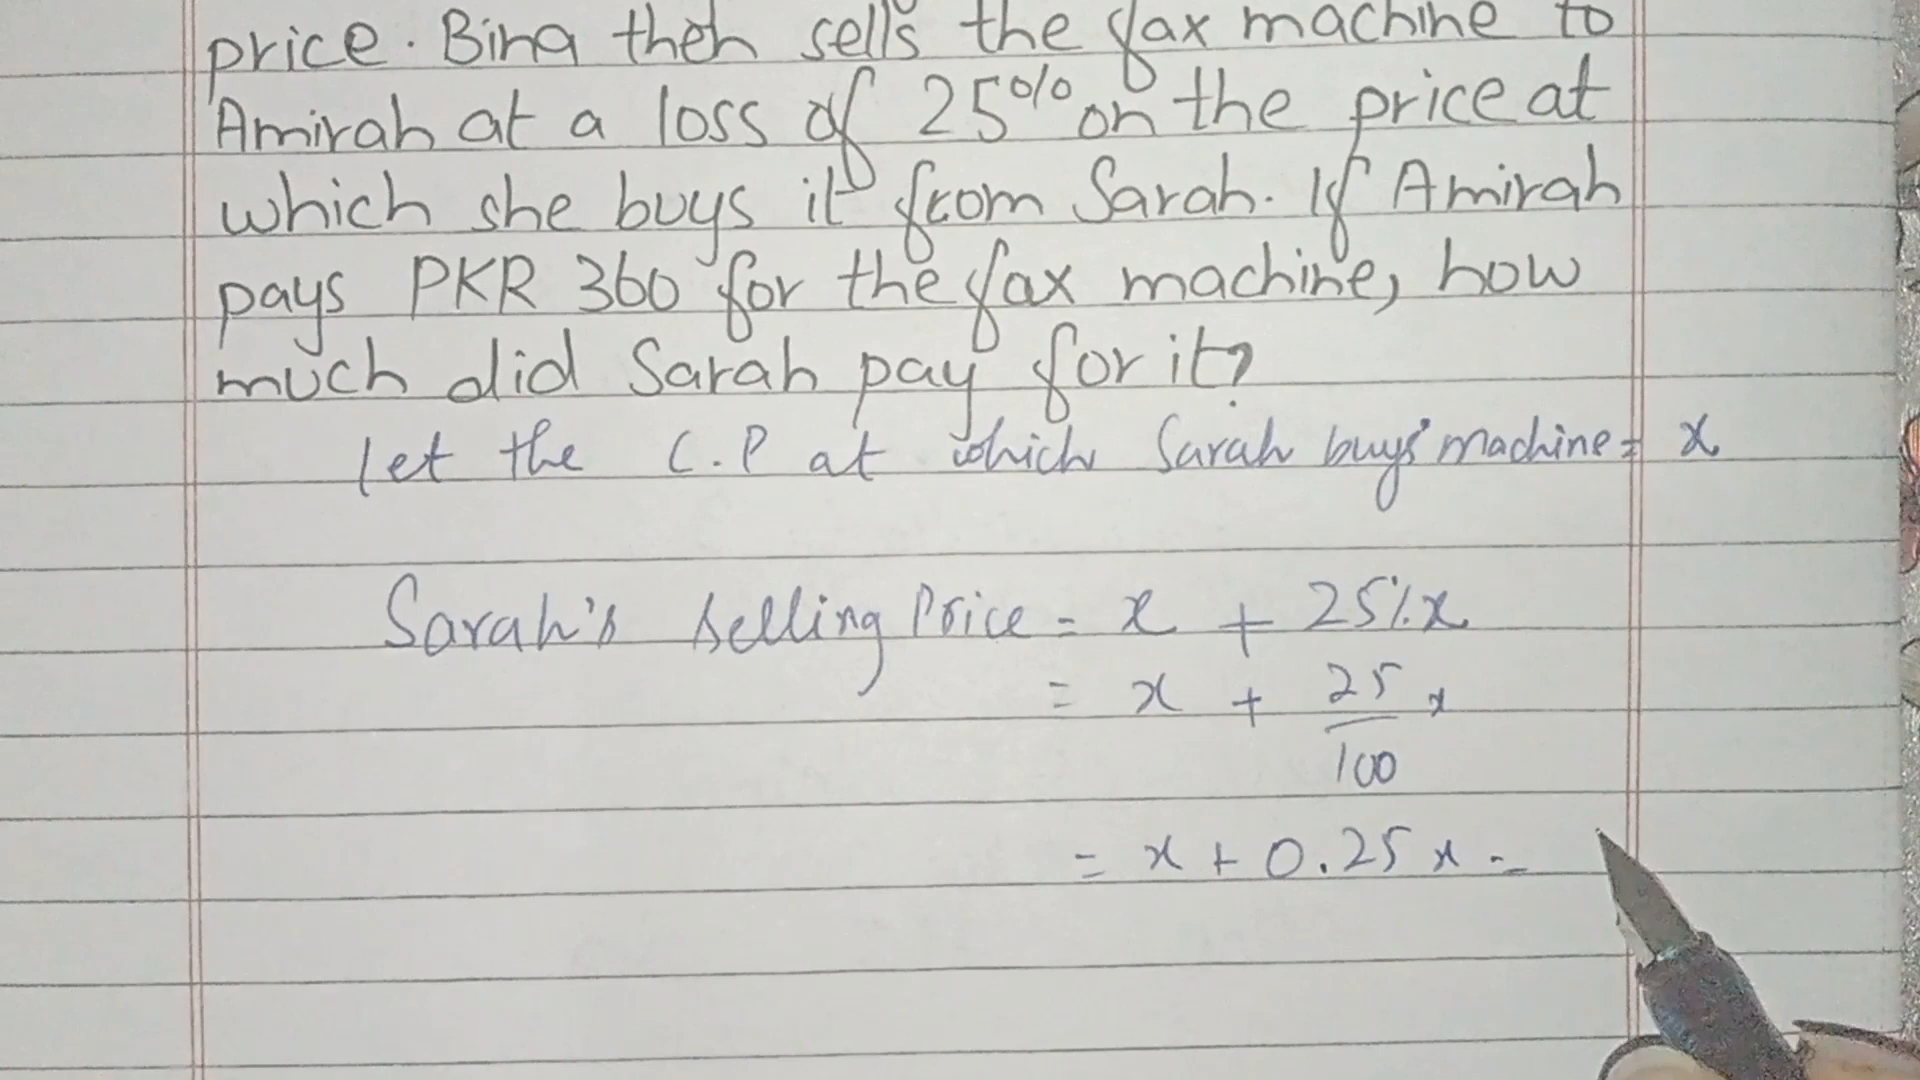 price. Bina then sells the fax machine to
Amirah at a loss of 25% on the price at
which she buys it from Sarah. If Amirah
pays PKR 360 for the fax machine, how
much did Sarah pay for it?
Let the C.P at which Sarah buys machine = x
Sarah's Selling Price = x + 25%x
= x + 25/100 x
= x + 0.25x =